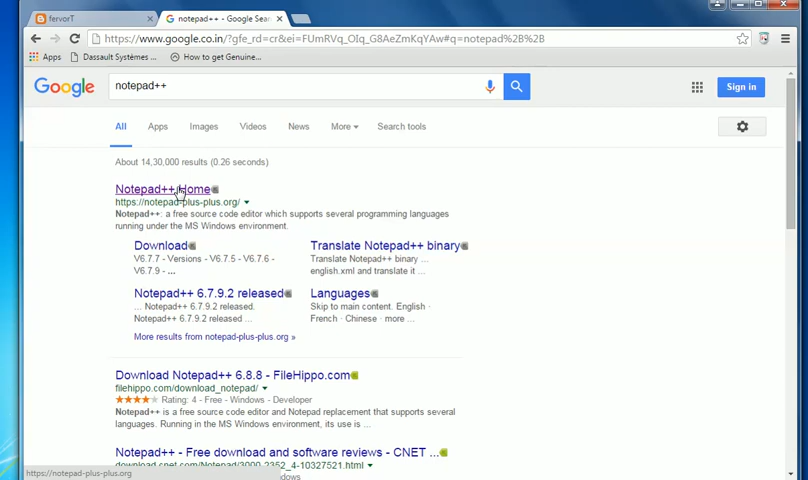 fervorT
notepad++ - Google Sea
https://www.google.co.in/?gfe_rd=cr&ei=FUmRVq_OIq_G8AeZmKqYAw#q=notepad%2B%2B
Apps
Dassault Systèmes
How to get Genuine...
Google
notepad++
Sign in
All
Apps
Images
Videos
News
More
Search tools
About 14,30,000 results (0.26 seconds)
Notepad++ Home
https://notepad-plus-plus.org/
Notepad++: a free source code editor which supports several programming languages
running under the MS Windows environment.
Download
V6.7.7 - Versions - V6.7.5 - V6.7.6 -
V6.7.9 - ...
Translate Notepad++ binary
Translate Notepad++ binary ...
english.xml and translate it ...
Notepad++ 6.7.9.2 released
... Notepad++ 6.7.9.2 released.
Notepad++ 6.7.9.2 released ...
Languages
Skip to main content. English ·
French · Chinese · more ...
More results from notepad-plus-plus.org »
Download Notepad++ 6.8.8 - FileHippo.com
filehippo.com/download_notepad/
Rating: 4 - Free - Windows - Developer
Notepad++ is a free source code editor and Notepad replacement that supports several
languages. Running in the MS Windows environment, its use is ...
Notepad++ - Free download and software reviews - CNET ...
download.cnet.com/Notepad/3000-2352_4-10327521.html
https://notepad-plus-plus.org